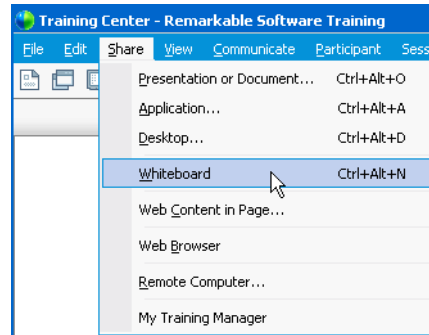 Training Center - Remarkable Software Training
File Edit Share View Communicate Participant Sess
Presentation or Document... Ctrl+Alt+O
Application... Ctrl+Alt+A
Desktop... Ctrl+Alt+D
Whiteboard Ctrl+Alt+N
Web Content in Page...
Web Browser
Remote Computer...
My Training Manager